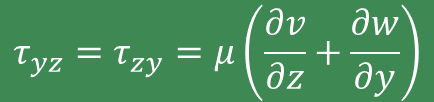 τ_yz = τ_zy = μ(∂v/∂z + ∂w/∂y)